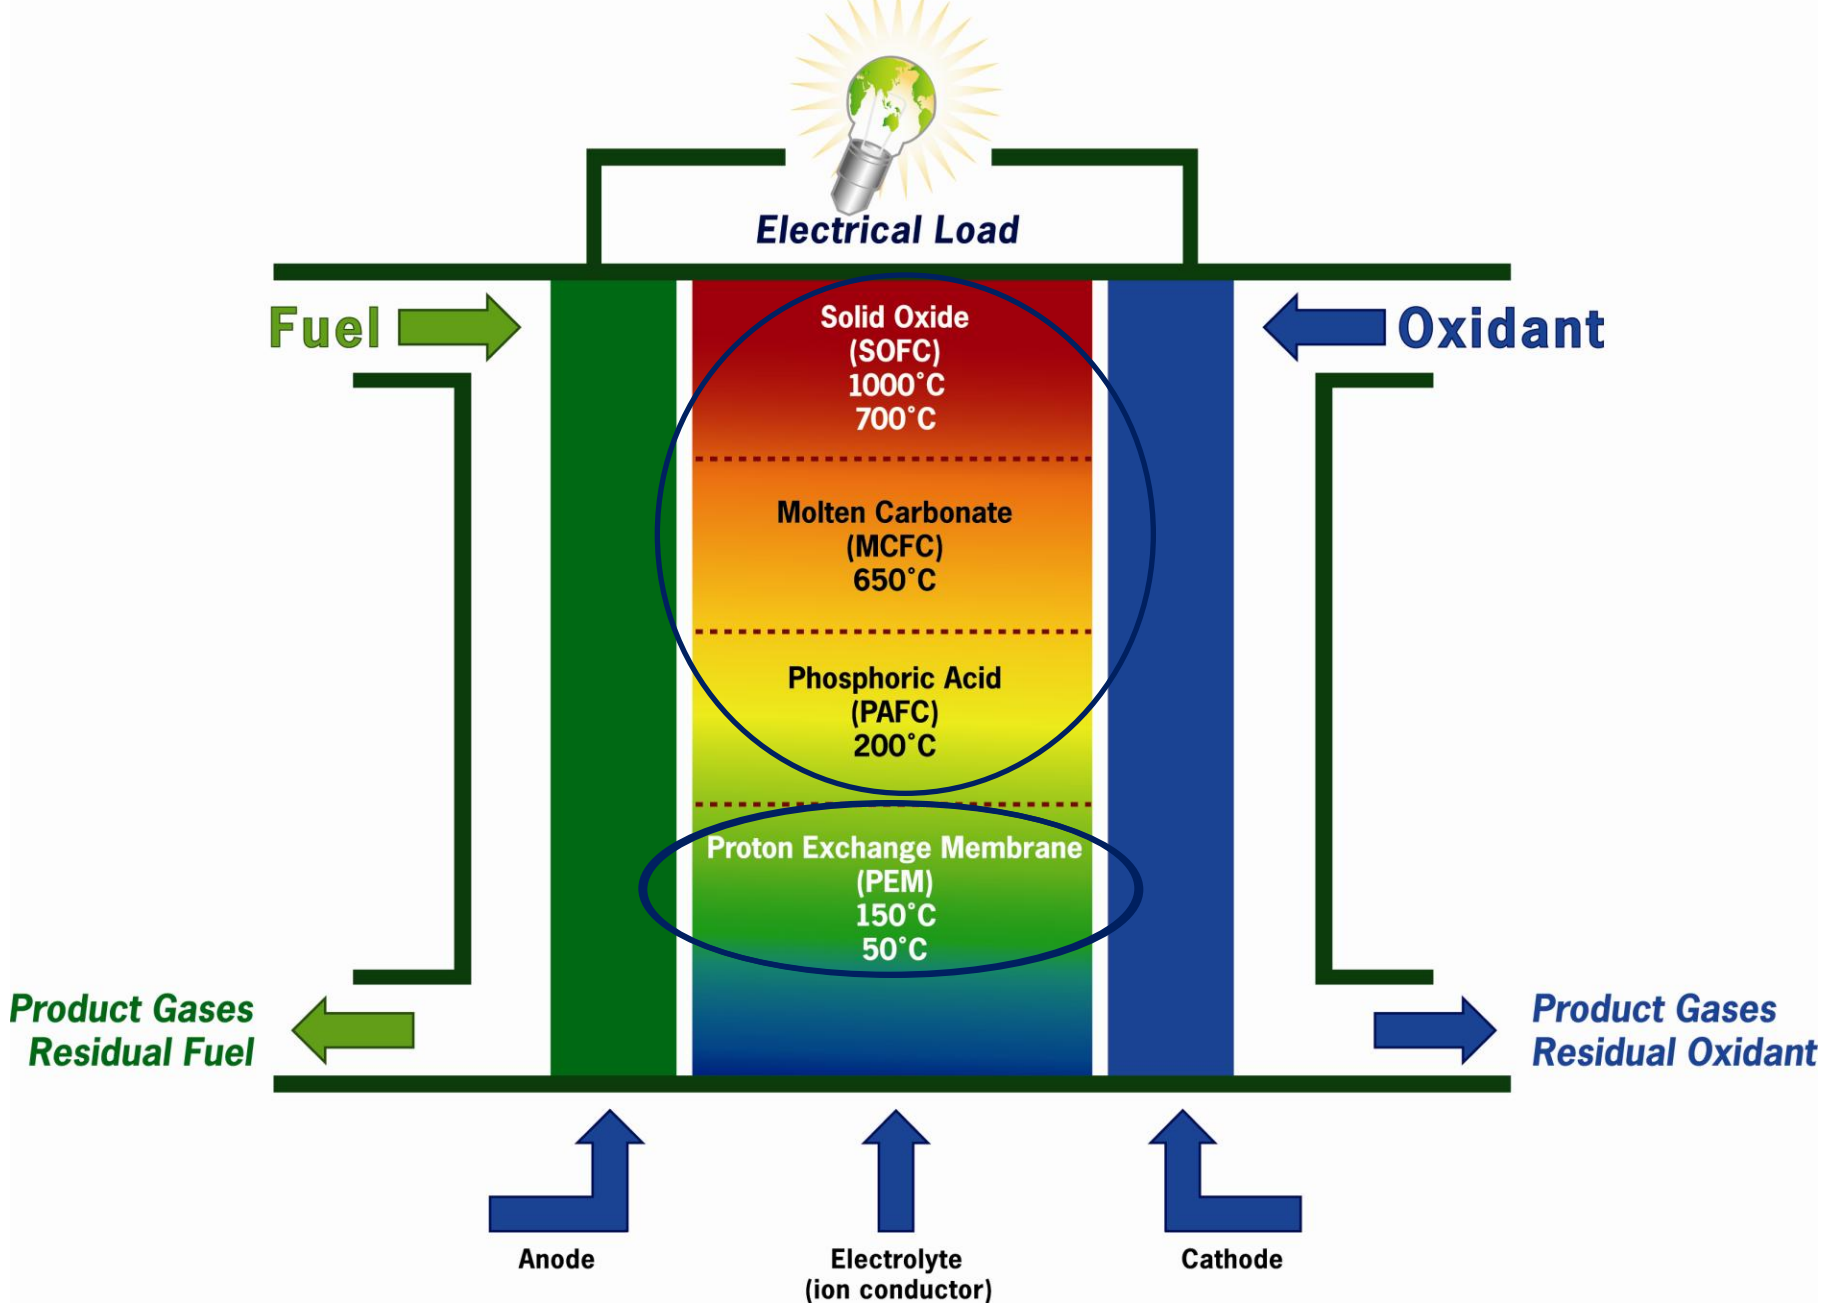 Electrical Load
Fuel
Oxidant
Solid Oxide
(SOFC)
1000˚C
700˚C
Molten Carbonate
(MCFC)
650˚C
Phosphoric Acid
(PAFC)
200˚C
Proton Exchange Membrane
(PEM)
150˚C
50˚C
Product Gases
Residual Fuel
Product Gases
Residual Oxidant
Anode
Electrolyte
(ion conductor)
Cathode